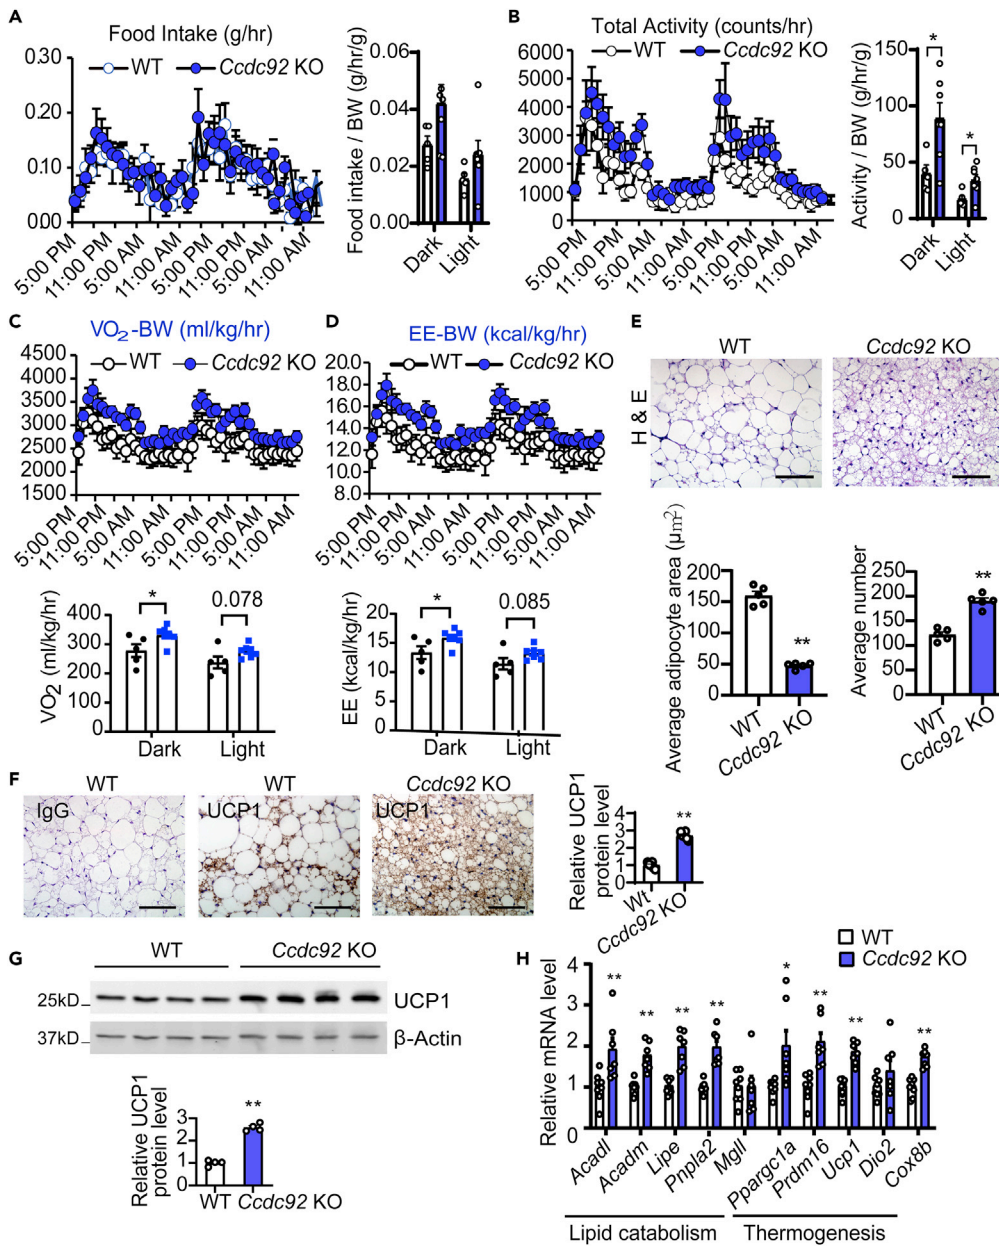 A
Food Intake (g/hr)
WT
Ccdc92 KO
0.30
0.20
0.10
0.00
5:00 PM
11:00 PM
5:00 AM
11:00 AM
5:00 PM
11:00 PM
5:00 AM
11:00 AM
Food intake / BW (g/hr/g)
0.06
0.04
0.02
0.00
Dark
Light
B
Total Activity (counts/hr)
WT
Ccdc92 KO
6000
5000
4000
3000
2000
1000
0
5:00 PM
11:00 PM
5:00 AM
11:00 AM
5:00 PM
11:00 PM
5:00 AM
11:00 AM
Activity / BW (g/hr/g)
150
100
50
0
*
*
Dark
Light
C
VO2-BW (ml/kg/hr)
WT
Ccdc92 KO
4500
4000
3500
3000
2500
2000
1500
5:00 PM
11:00 PM
5:00 AM
11:00 AM
5:00 PM
11:00 PM
5:00 AM
11:00 AM
VO2 (ml/kg/hr)
400
300
200
100
0
*
0.078
Dark
Light
D
EE-BW (kcal/kg/hr)
WT
Ccdc92 KO
20.0
18.0
16.0
14.0
12.0
10.0
8.0
5:00 PM
11:00 PM
5:00 AM
11:00 AM
5:00 PM
11:00 PM
5:00 AM
11:00 AM
EE (kcal/kg/hr)
20
15
10
5
0
*
0.085
Dark
Light
E
WT
Ccdc92 KO
H & E
Average adipocyte area (μm2)
200
150
100
50
0
**
WT
Ccdc92 KO
Average number
250
200
150
100
50
0
**
WT
Ccdc92 KO
F
WT
WT
Ccdc92 KO
IgG
UCP1
UCP1
Relative UCP1
protein level
4
3
2
1
0
**
Wt
Ccdc92 KO
G
WT
Ccdc92 KO
25kD
UCP1
37kD
β-Actin
Relative UCP1
protein level
3
2
1
0
**
WT
Ccdc92 KO
H
WT
Ccdc92 KO
Relative mRNA level
4
3
2
1
0
**
**
**
**
*
**
**
**
Acadl
Acadm
Lipe
Pnpla2
Mgll
Ppargc1a
Prdm16
Ucp1
Dio2
Cox8b
Lipid catabolism
Thermogenesis